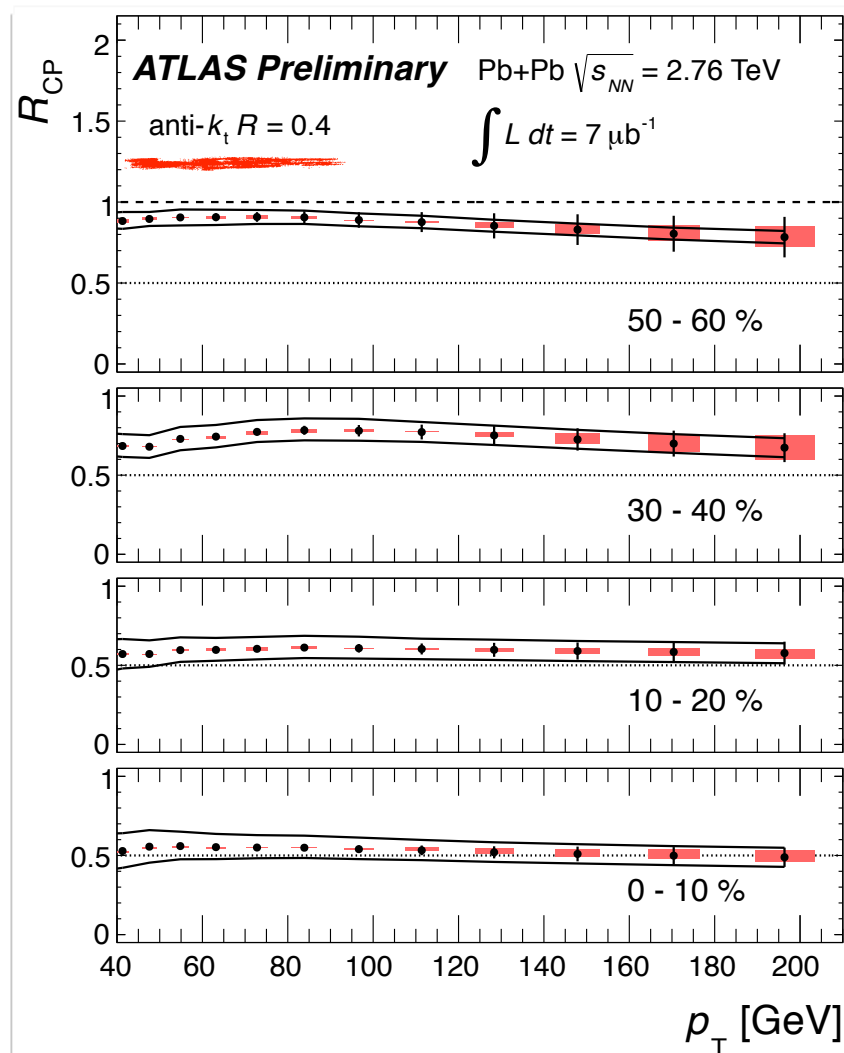 2
ATLAS Preliminary Pb+Pb √s_NN = 2.76 TeV
R_CP
1.5
anti-k_t R = 0.4
∫ L dt = 7 μb⁻¹
1
0.5
50 - 60 %
0
1
0.5
30 - 40 %
0
1
0.5
10 - 20 %
0
1
0.5
0 - 10 %
0
40 60 80 100 120 140 160 180 200
p_T [GeV]